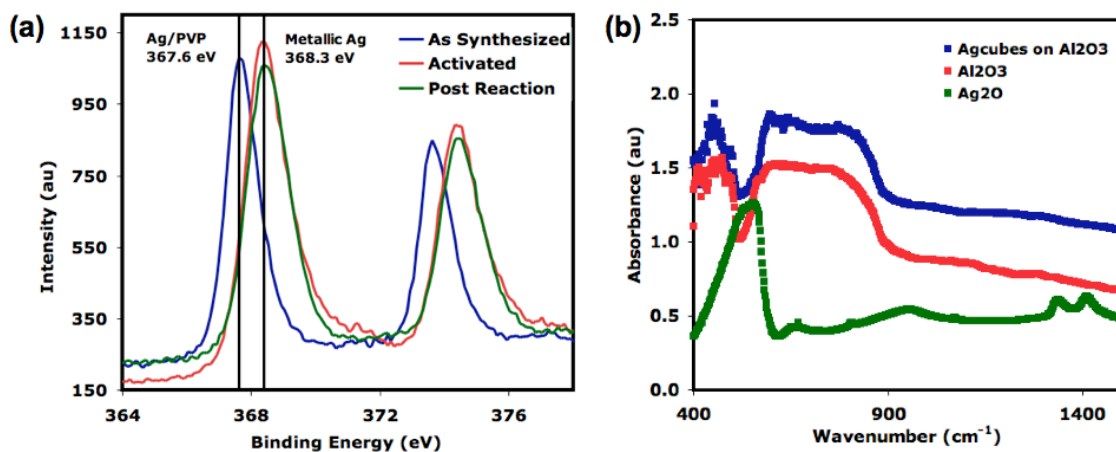 (a)
1150
950
750
550
350
150
Intensity (au)
Ag/PVP
367.6 eV
Metallic Ag
368.3 eV
As Synthesized
Activated
Post Reaction
364
368
372
376
Binding Energy (eV)
(b)
2.5
2.0
1.5
1.0
0.5
0.0
Absorbance (au)
Agcubes on Al2O3
Al2O3
Ag2O
400
900
1400
Wavenumber (cm⁻¹)